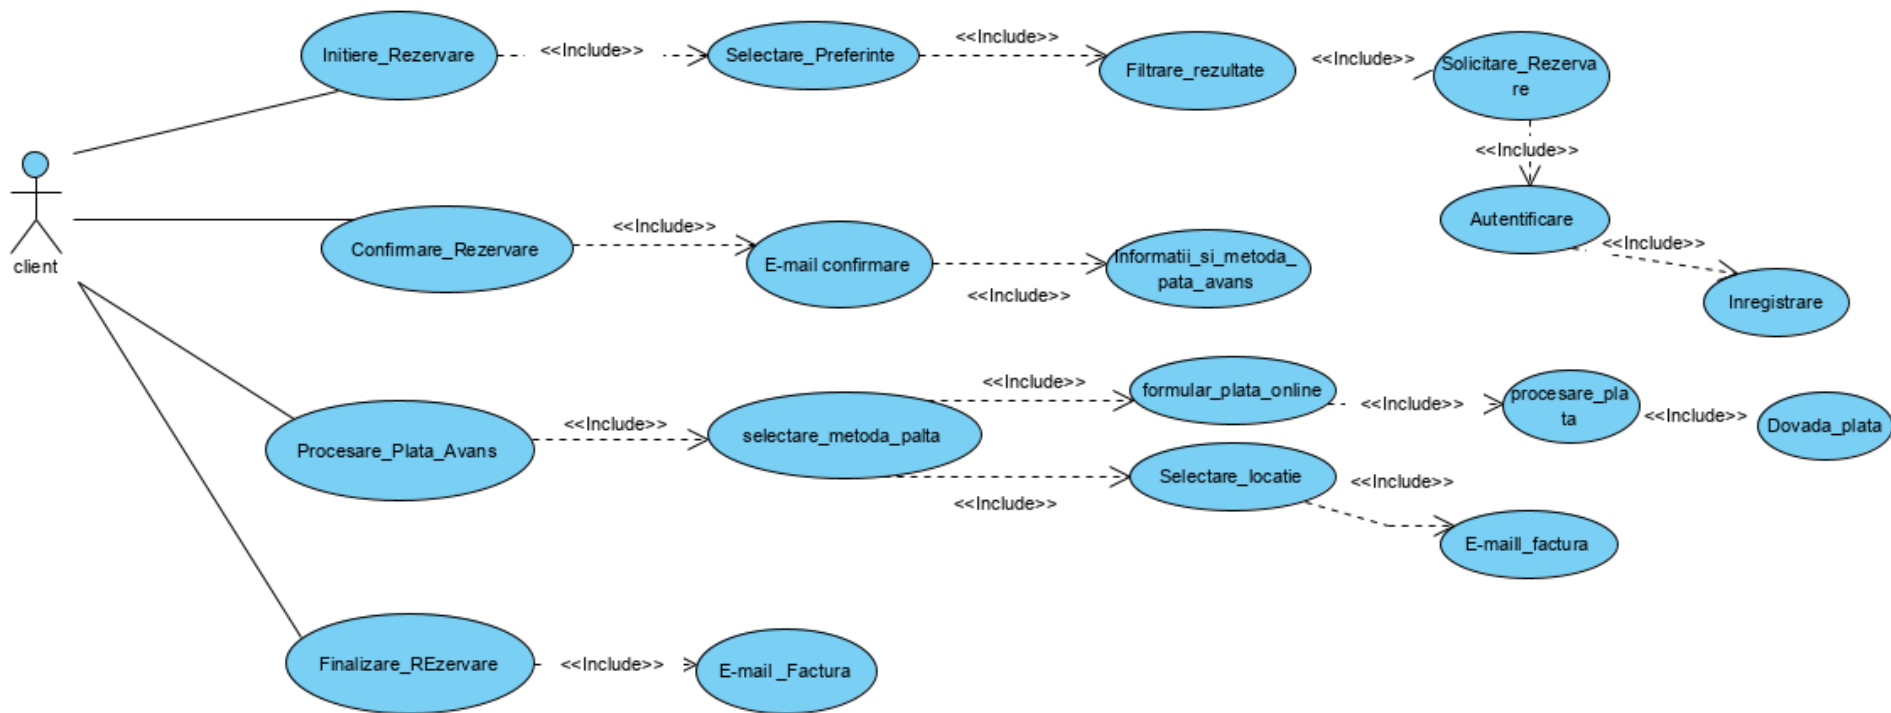 Initiere_Rezervare
<<Include>>
Selectare_Preferinte
<<Include>>
Filtrare_rezultate
<<Include>>
Solicitare_Rezerva
re
<<Include>>
Autentificare
<<Include>>
Inregistrare
client
Confirmare_Rezervare
<<Include>>
E-mail confirmare
<<Include>>
Informatii_si_metoda_
pata_avans
Procesare_Plata_Avans
<<Include>>
selectare_metoda_palta
<<Include>>
formular_plata_online
<<Include>>
procesare_pla
ta
<<Include>>
Dovada_plata
<<Include>>
Selectare_locatie
<<Include>>
E-maill_factura
Finalizare_REzervare
<<Include>>
E-mail _Factura